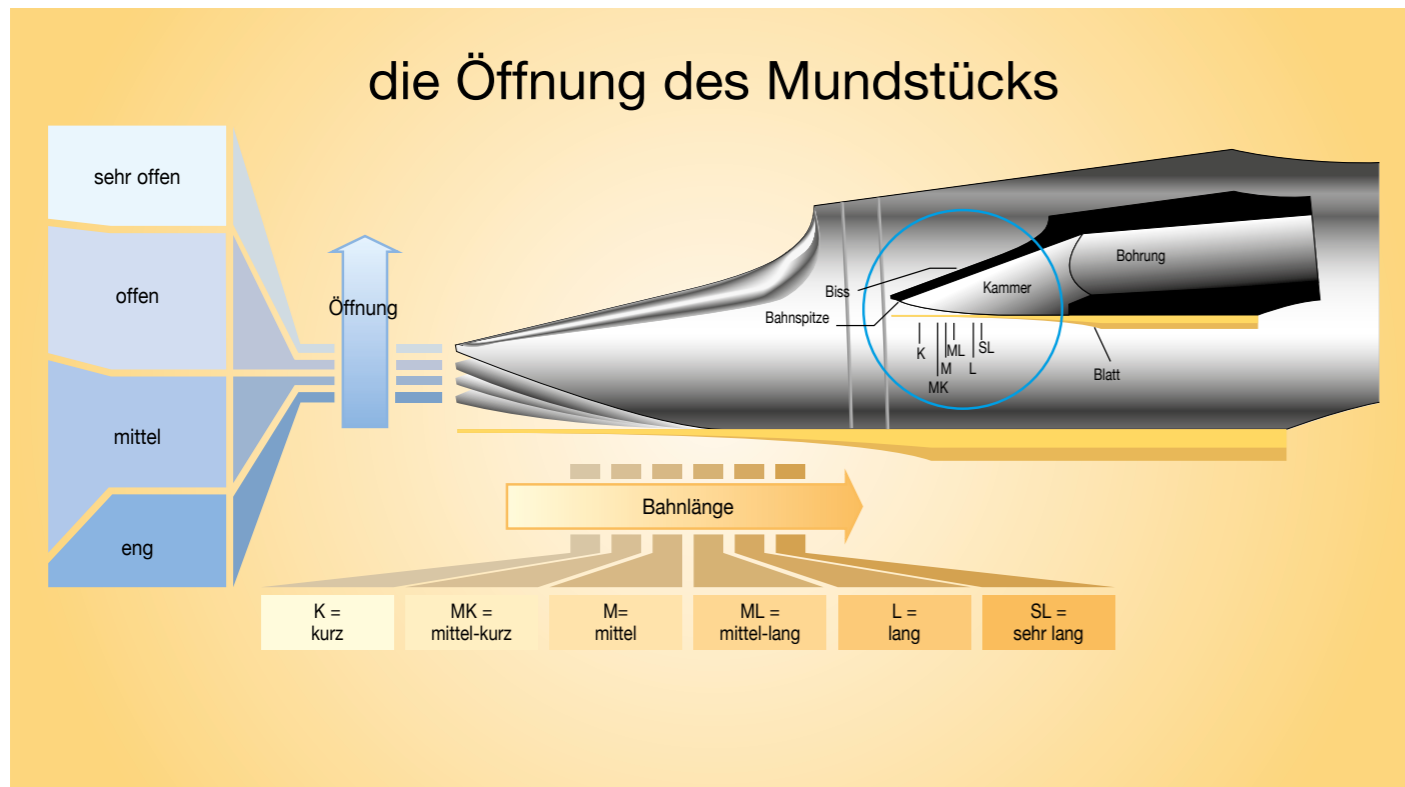 die Öffnung des Mundstücks
sehr offen
offen
mittel
eng
Öffnung
Biss
Bahnspitze
Kammer
Bohrung
K
MK
M
ML
L
SL
Blatt
Bahnlänge
K =
kurz
MK =
mittel-kurz
M=
mittel
ML =
mittel-lang
L =
lang
SL =
sehr lang